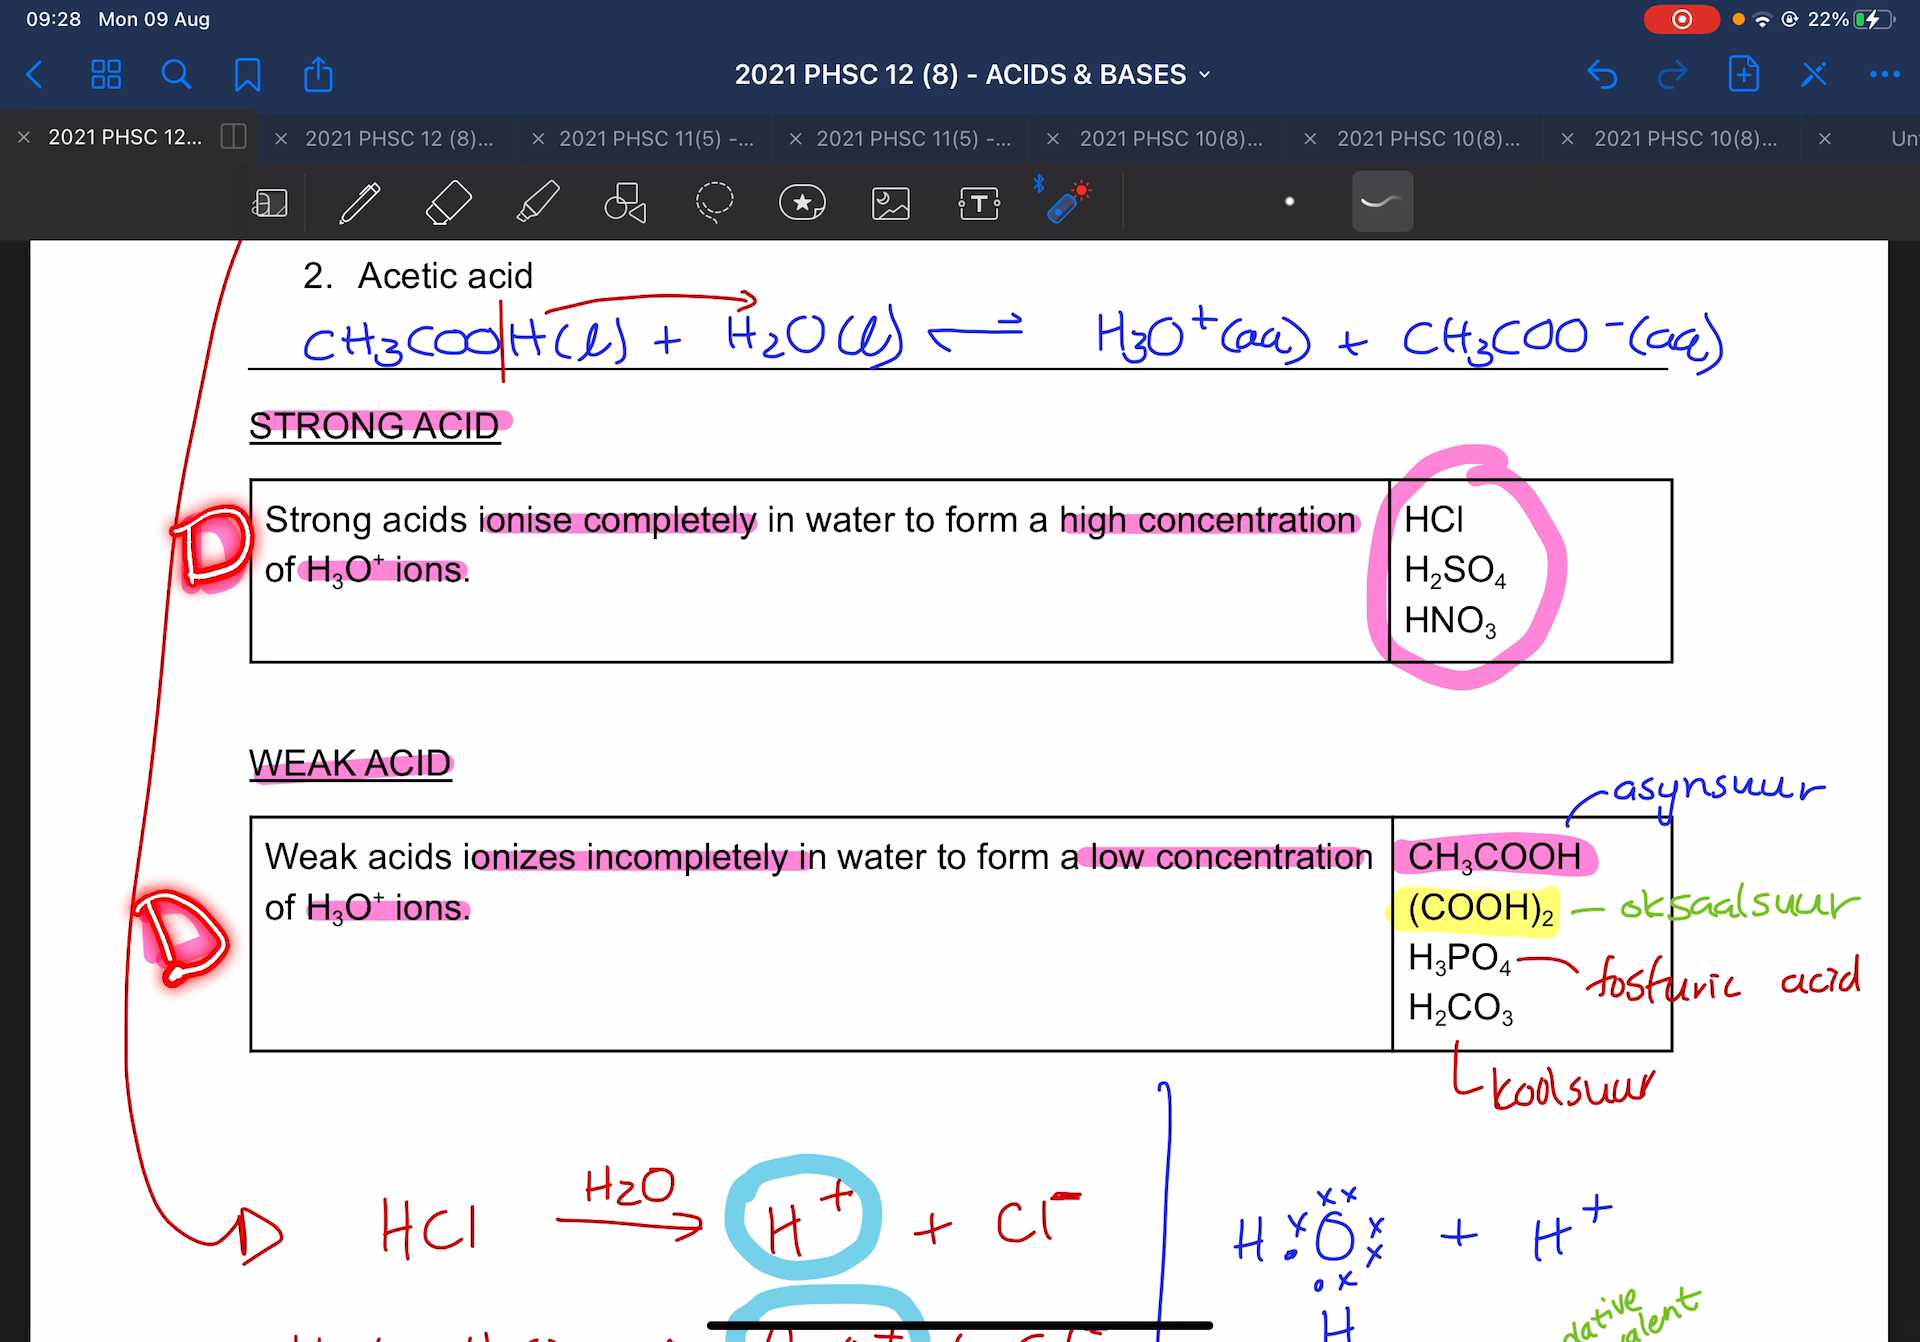 09:28 Mon 09 Aug
22%
2021 PHSC 12 (8) - ACIDS & BASES
2021 PHSC 12...
2021 PHSC 12 (8)...
2021 PHSC 11(5) -...
2021 PHSC 11(5) -...
2021 PHSC 10(8)...
2021 PHSC 10(8)...
2021 PHSC 10(8)...
2. Acetic acid
CH₃COO|H(l) + H₂O(l) ⇌ H₃O⁺(aq) + CH₃COO⁻(aq)
STRONG ACID
D
Strong acids ionise completely in water to form a high concentration
of H₃O⁺ ions.
HCl
H₂SO₄
HNO₃
WEAK ACID
asynsuur
D
Weak acids ionizes incompletely in water to form a low concentration
of H₃O⁺ ions.
CH₃COOH
(COOH)₂ – oksaalsuur
H₃PO₄ fosfuric acid
H₂CO₃
koolsuur
H₂O
HCl → H⁺ + Cl⁻
H O + H⁺
H